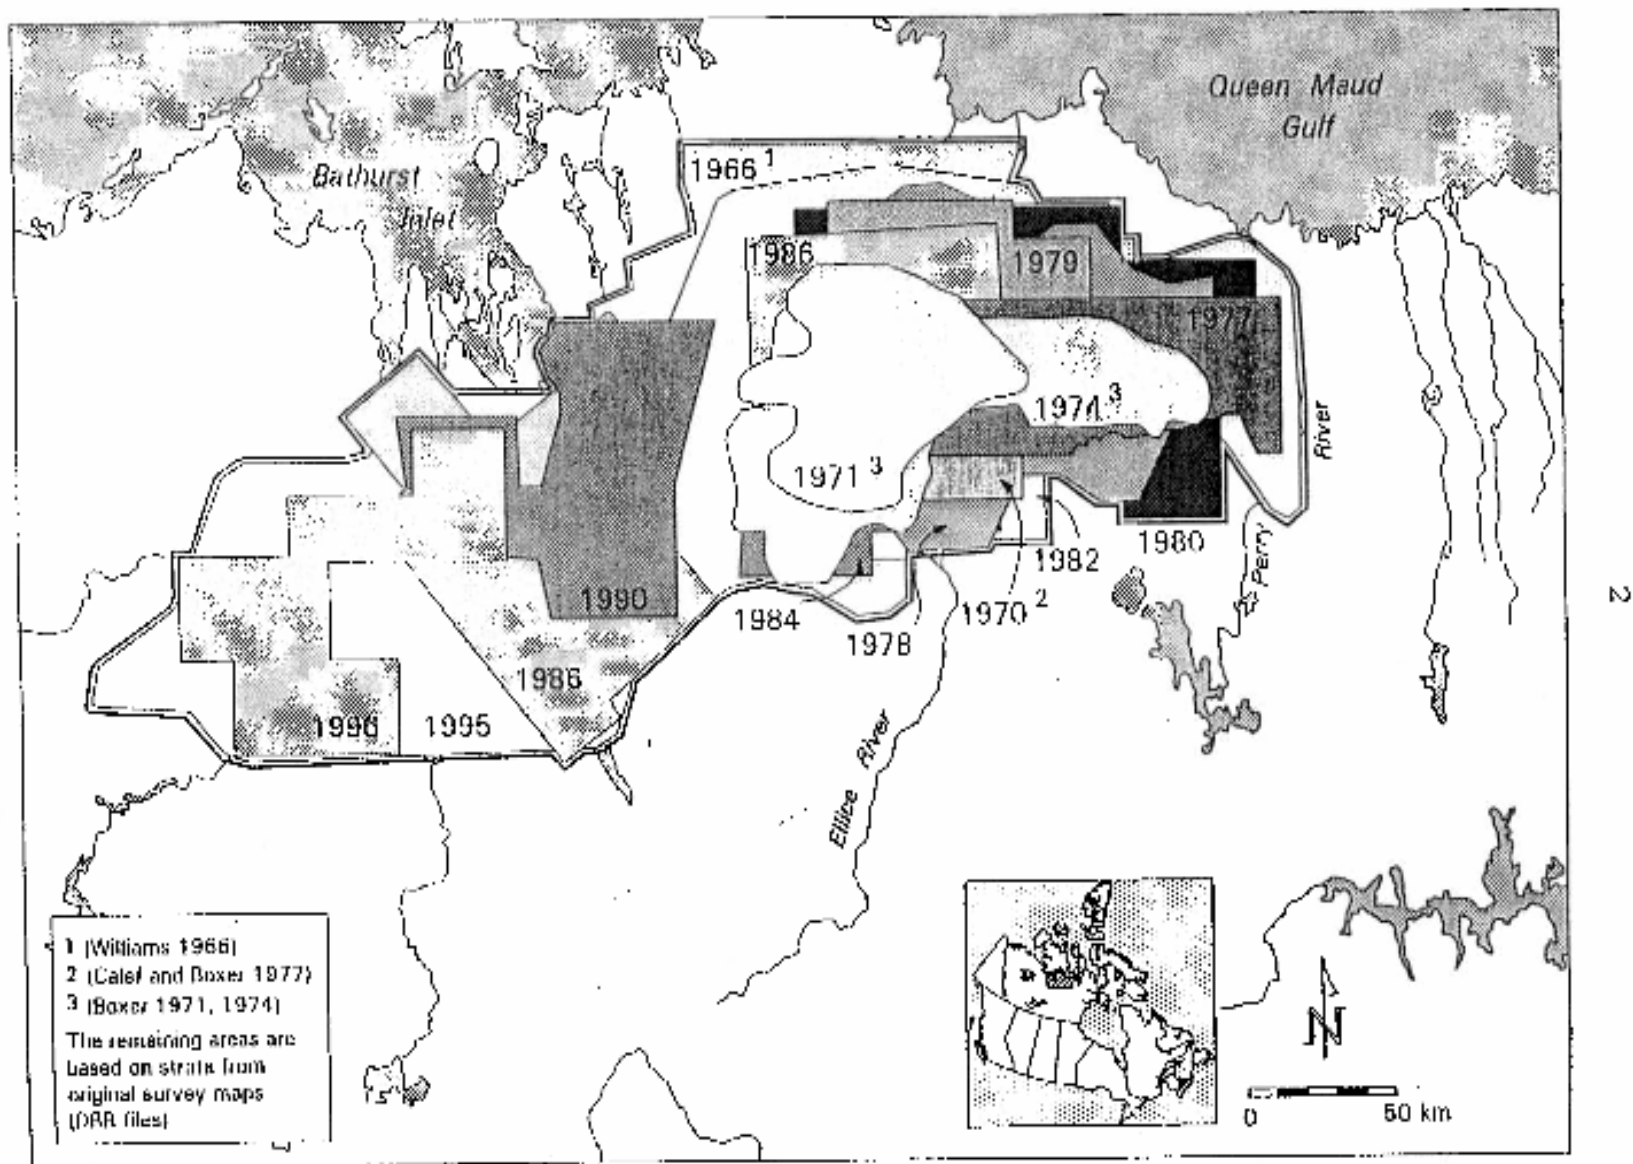 Queen Maud
Gulf
Bathurst
Inlet
1966 1
1986
1979
1977
1974 3
1971 3
River
Perry
1980
1982
1970 2
1978
1984
1990
1986
1995
1996
Ellice River
1 (Williams 1966)
2 (Calef and Boxer 1977)
3 (Boxer 1971, 1974)
The remaining areas are
based on strata from
original survey maps
(DRR files)
N
0 50 km
2